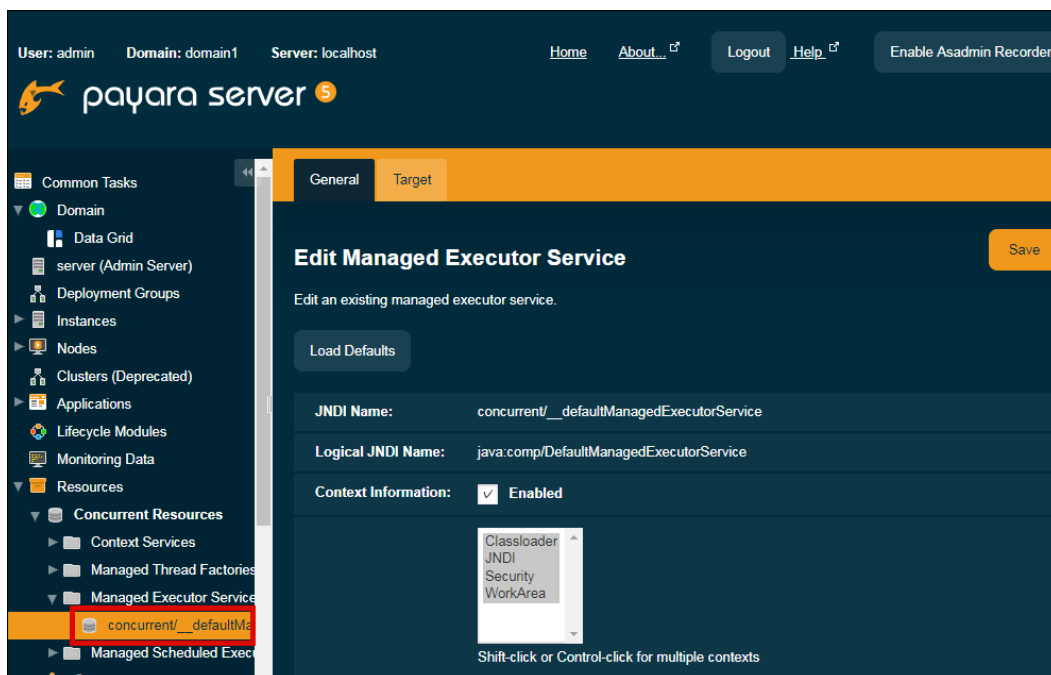 User: admin Domain: domain1 Server: localhost Home About... Logout Help Enable Asadmin Recorder
payara server 5
Common Tasks
Domain
Data Grid
server (Admin Server)
Deployment Groups
Instances
Nodes
Clusters (Deprecated)
Applications
Lifecycle Modules
Monitoring Data
Resources
Concurrent Resources
Context Services
Managed Thread Factories
Managed Executor Service
concurrent/__defaultMa
Managed Scheduled Exec
General Target
Edit Managed Executor Service
Save
Edit an existing managed executor service.
Load Defaults
JNDI Name: concurrent/__defaultManagedExecutorService
Logical JNDI Name: java:comp/DefaultManagedExecutorService
Context Information: Enabled
Classloader
JNDI
Security
WorkArea
Shift-click or Control-click for multiple contexts